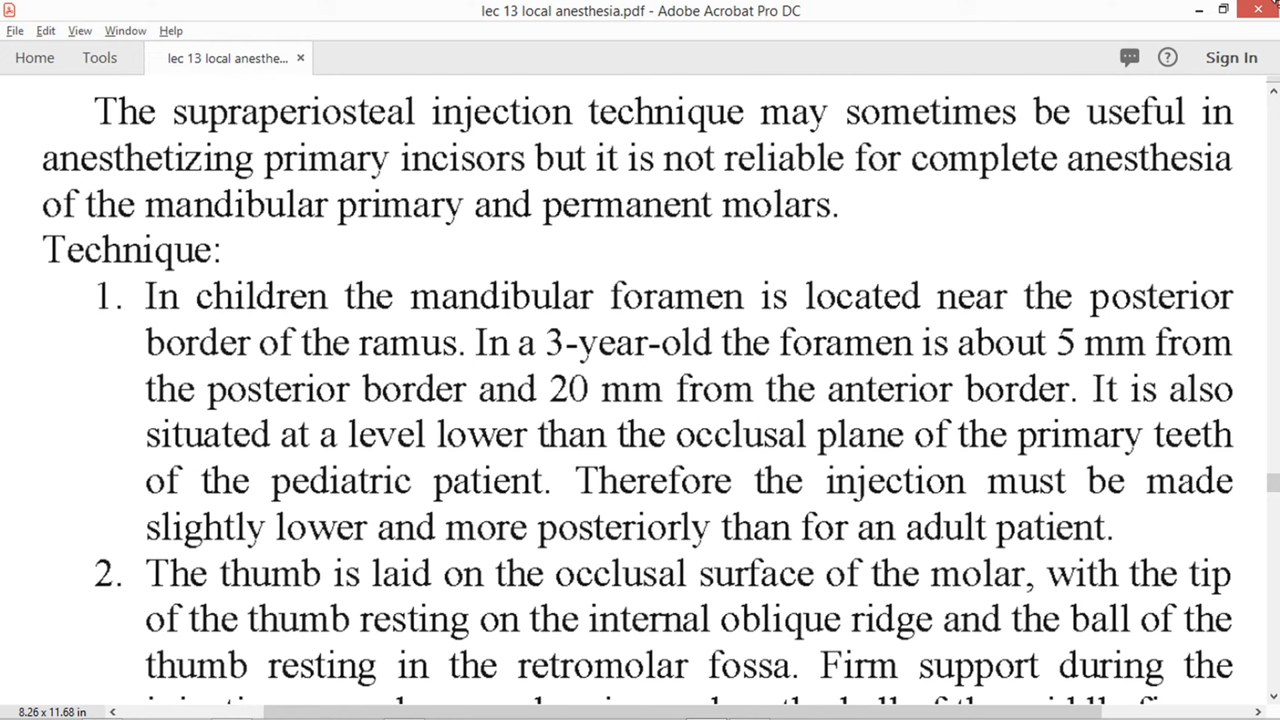 lec 13 local anesthesia.pdf - Adobe Acrobat Pro DC
File Edit View Window Help
Home Tools lec 13 local anesthe... × Sign In
The supraperiosteal injection technique may sometimes be useful in
anesthetizing primary incisors but it is not reliable for complete anesthesia
of the mandibular primary and permanent molars.
Technique:
1. In children the mandibular foramen is located near the posterior
border of the ramus. In a 3-year-old the foramen is about 5 mm from
the posterior border and 20 mm from the anterior border. It is also
situated at a level lower than the occlusal plane of the primary teeth
of the pediatric patient. Therefore the injection must be made
slightly lower and more posteriorly than for an adult patient.
2. The thumb is laid on the occlusal surface of the molar, with the tip
of the thumb resting on the internal oblique ridge and the ball of the
thumb resting in the retromolar fossa. Firm support during the
8.26 x 11.68 in